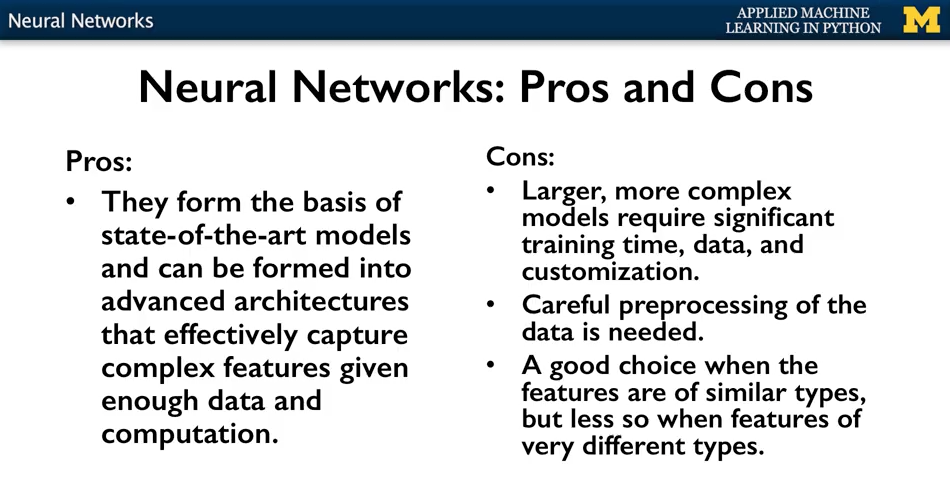 Neural Networks
APPLIED MACHINE
LEARNING IN PYTHON
M
Neural Networks: Pros and Cons
Pros:
• They form the basis of
state-of-the-art models
and can be formed into
advanced architectures
that effectively capture
complex features given
enough data and
computation.
Cons:
• Larger, more complex
models require significant
training time, data, and
customization.
• Careful preprocessing of the
data is needed.
• A good choice when the
features are of similar types,
but less so when features of
very different types.